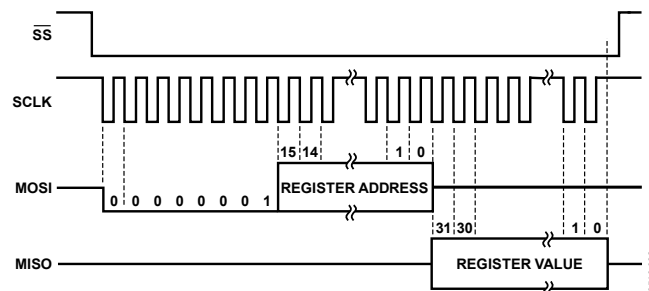 SS
SCLK
15 14 1 0
MOSI 0 0 0 0 0 0 0 1 REGISTER ADDRESS
31 30 1 0
MISO REGISTER VALUE